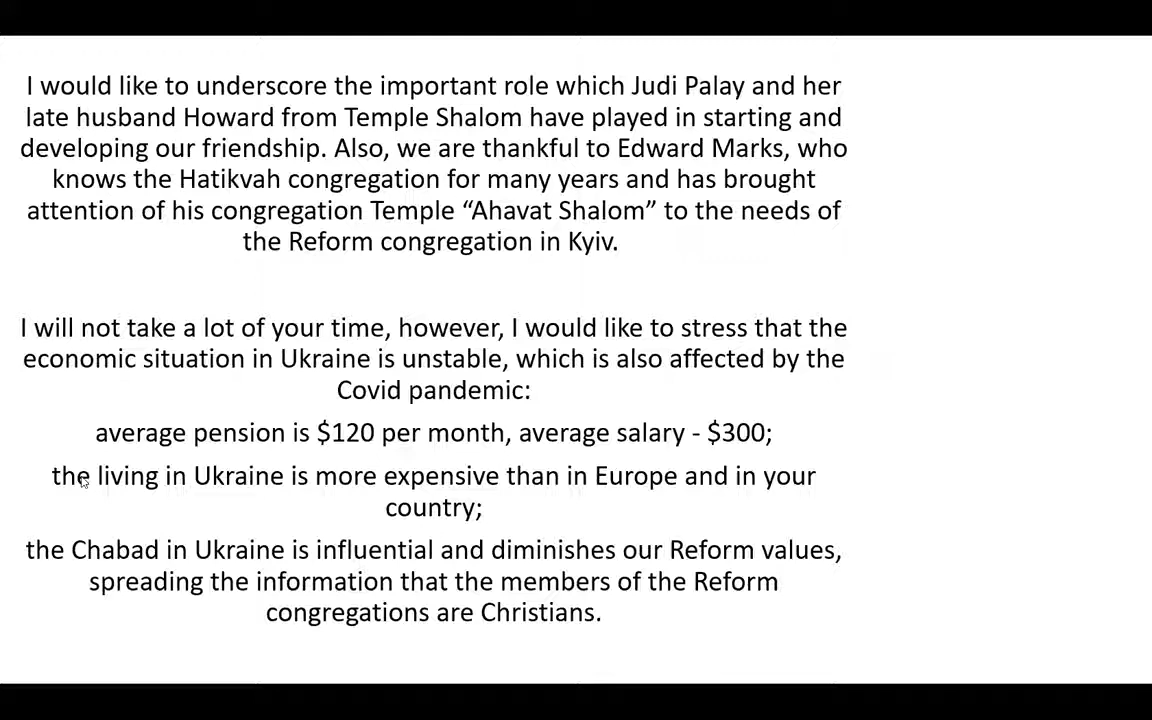 I would like to underscore the important role which Judi Palay and her
late husband Howard from Temple Shalom have played in starting and
developing our friendship. Also, we are thankful to Edward Marks, who
knows the Hatikvah congregation for many years and has brought
attention of his congregation Temple “Ahavat Shalom” to the needs of
the Reform congregation in Kyiv.
I will not take a lot of your time, however, I would like to stress that the
economic situation in Ukraine is unstable, which is also affected by the
Covid pandemic:
average pension is $120 per month, average salary - $300;
the living in Ukraine is more expensive than in Europe and in your
country;
the Chabad in Ukraine is influential and diminishes our Reform values,
spreading the information that the members of the Reform
congregations are Christians.